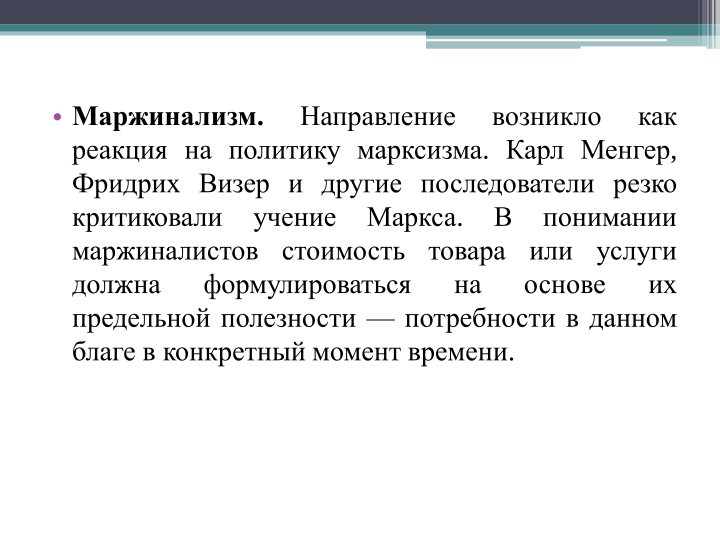 • Маржинализм. Направление возникло как
реакция на политику марксизма. Карл Менгер,
Фридрих Визер и другие последователи резко
критиковали учение Маркса. В понимании
маржиналистов стоимость товара или услуги
должна формулироваться на основе их
предельной полезности — потребности в данном
благе в конкретный момент времени.